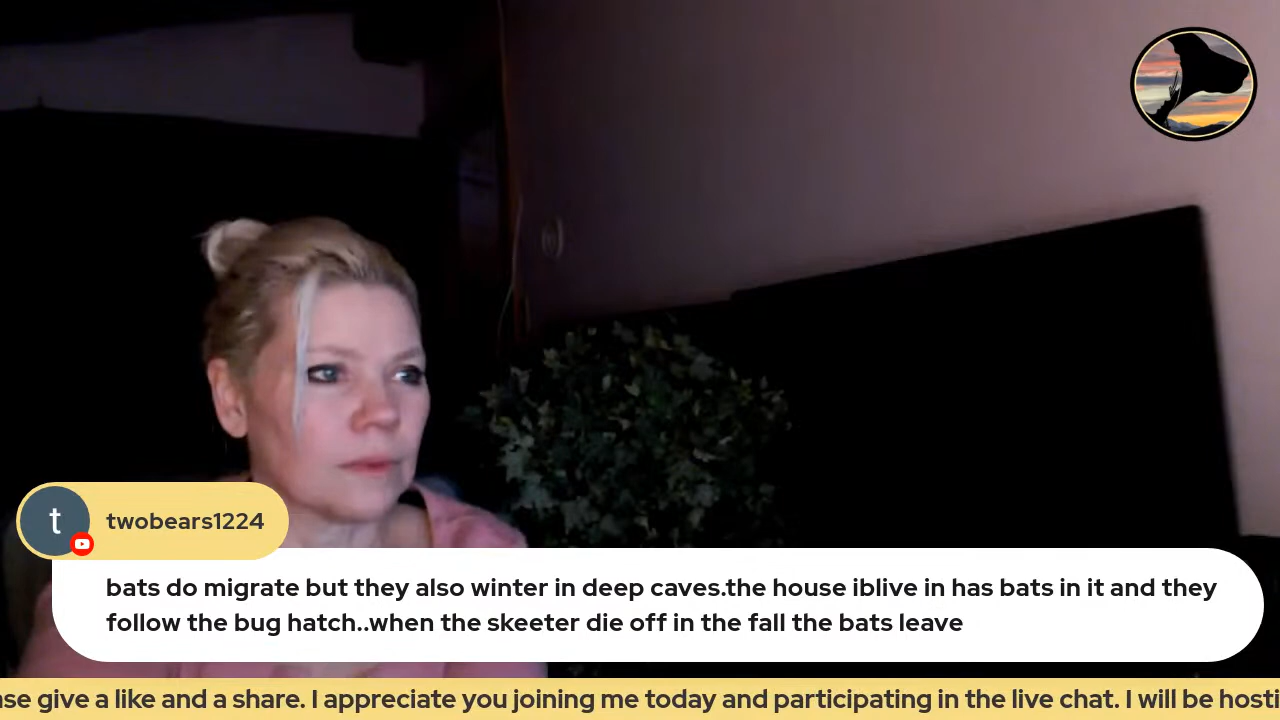 t
twobears1224
bats do migrate but they also winter in deep caves.the house iblive in has bats in it and they
follow the bug hatch..when the skeeter die off in the fall the bats leave
give a like and a share. I appreciate you joining me today and participating in the live chat. I will be